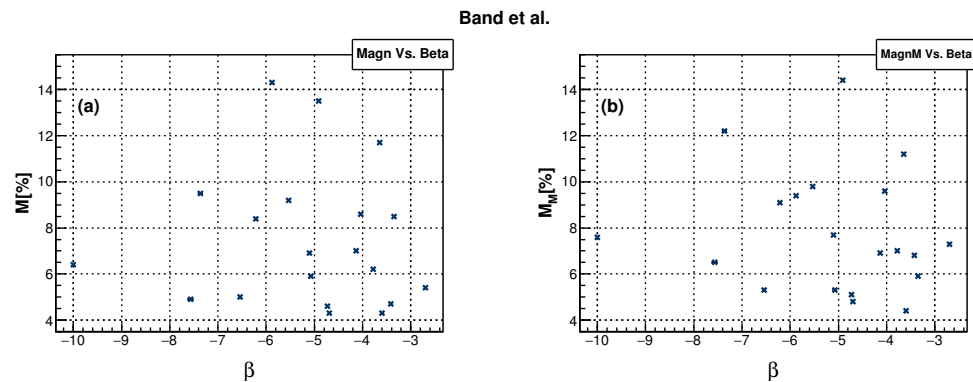 Band et al.
Magn Vs. Beta
(a)
M[%]
14
12
10
8
6
4
−10 −9 −8 −7 −6 −5 −4 −3
β
MagnM Vs. Beta
(b)
M_M[%]
14
12
10
8
6
4
−10 −9 −8 −7 −6 −5 −4 −3
β